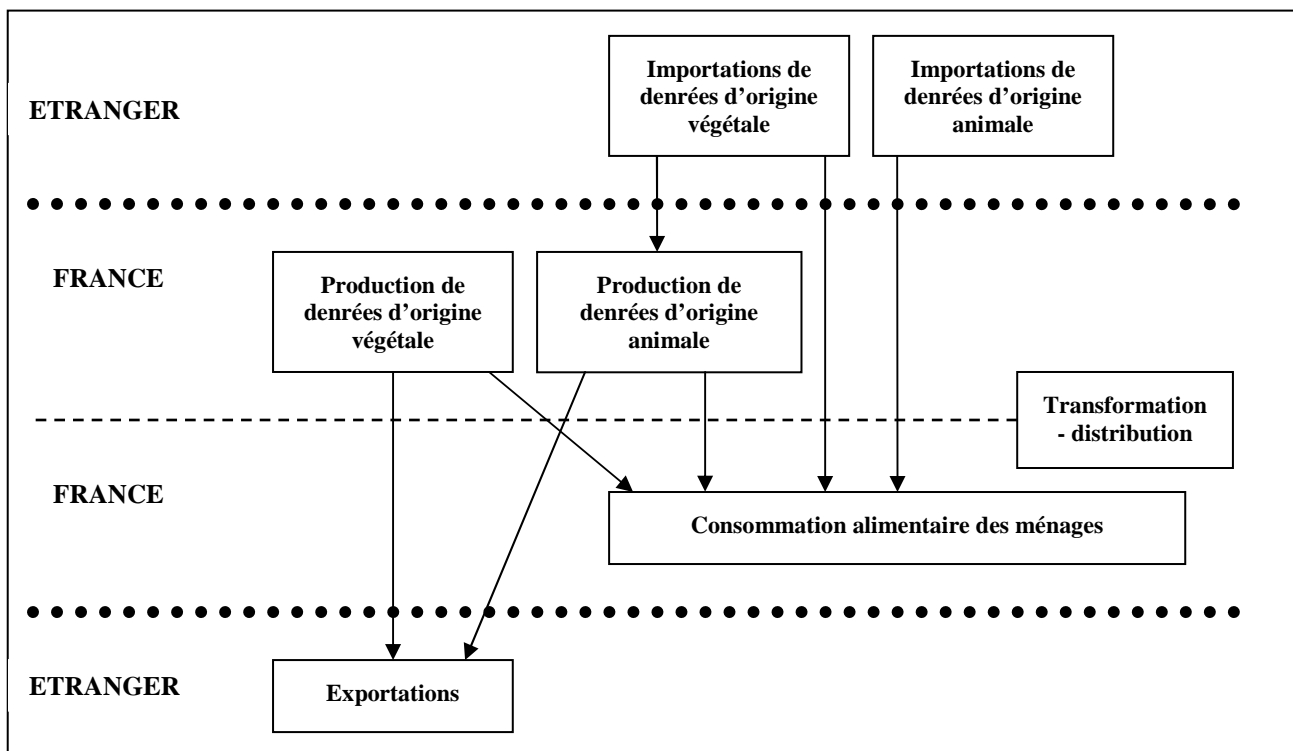 Importations de
denrées d’origine
végétale
Importations de
denrées d’origine
animale
ETRANGER
FRANCE
Production de
denrées d’origine
végétale
Production de
denrées d’origine
animale
Transformation
- distribution
FRANCE
Consommation alimentaire des ménages
ETRANGER
Exportations